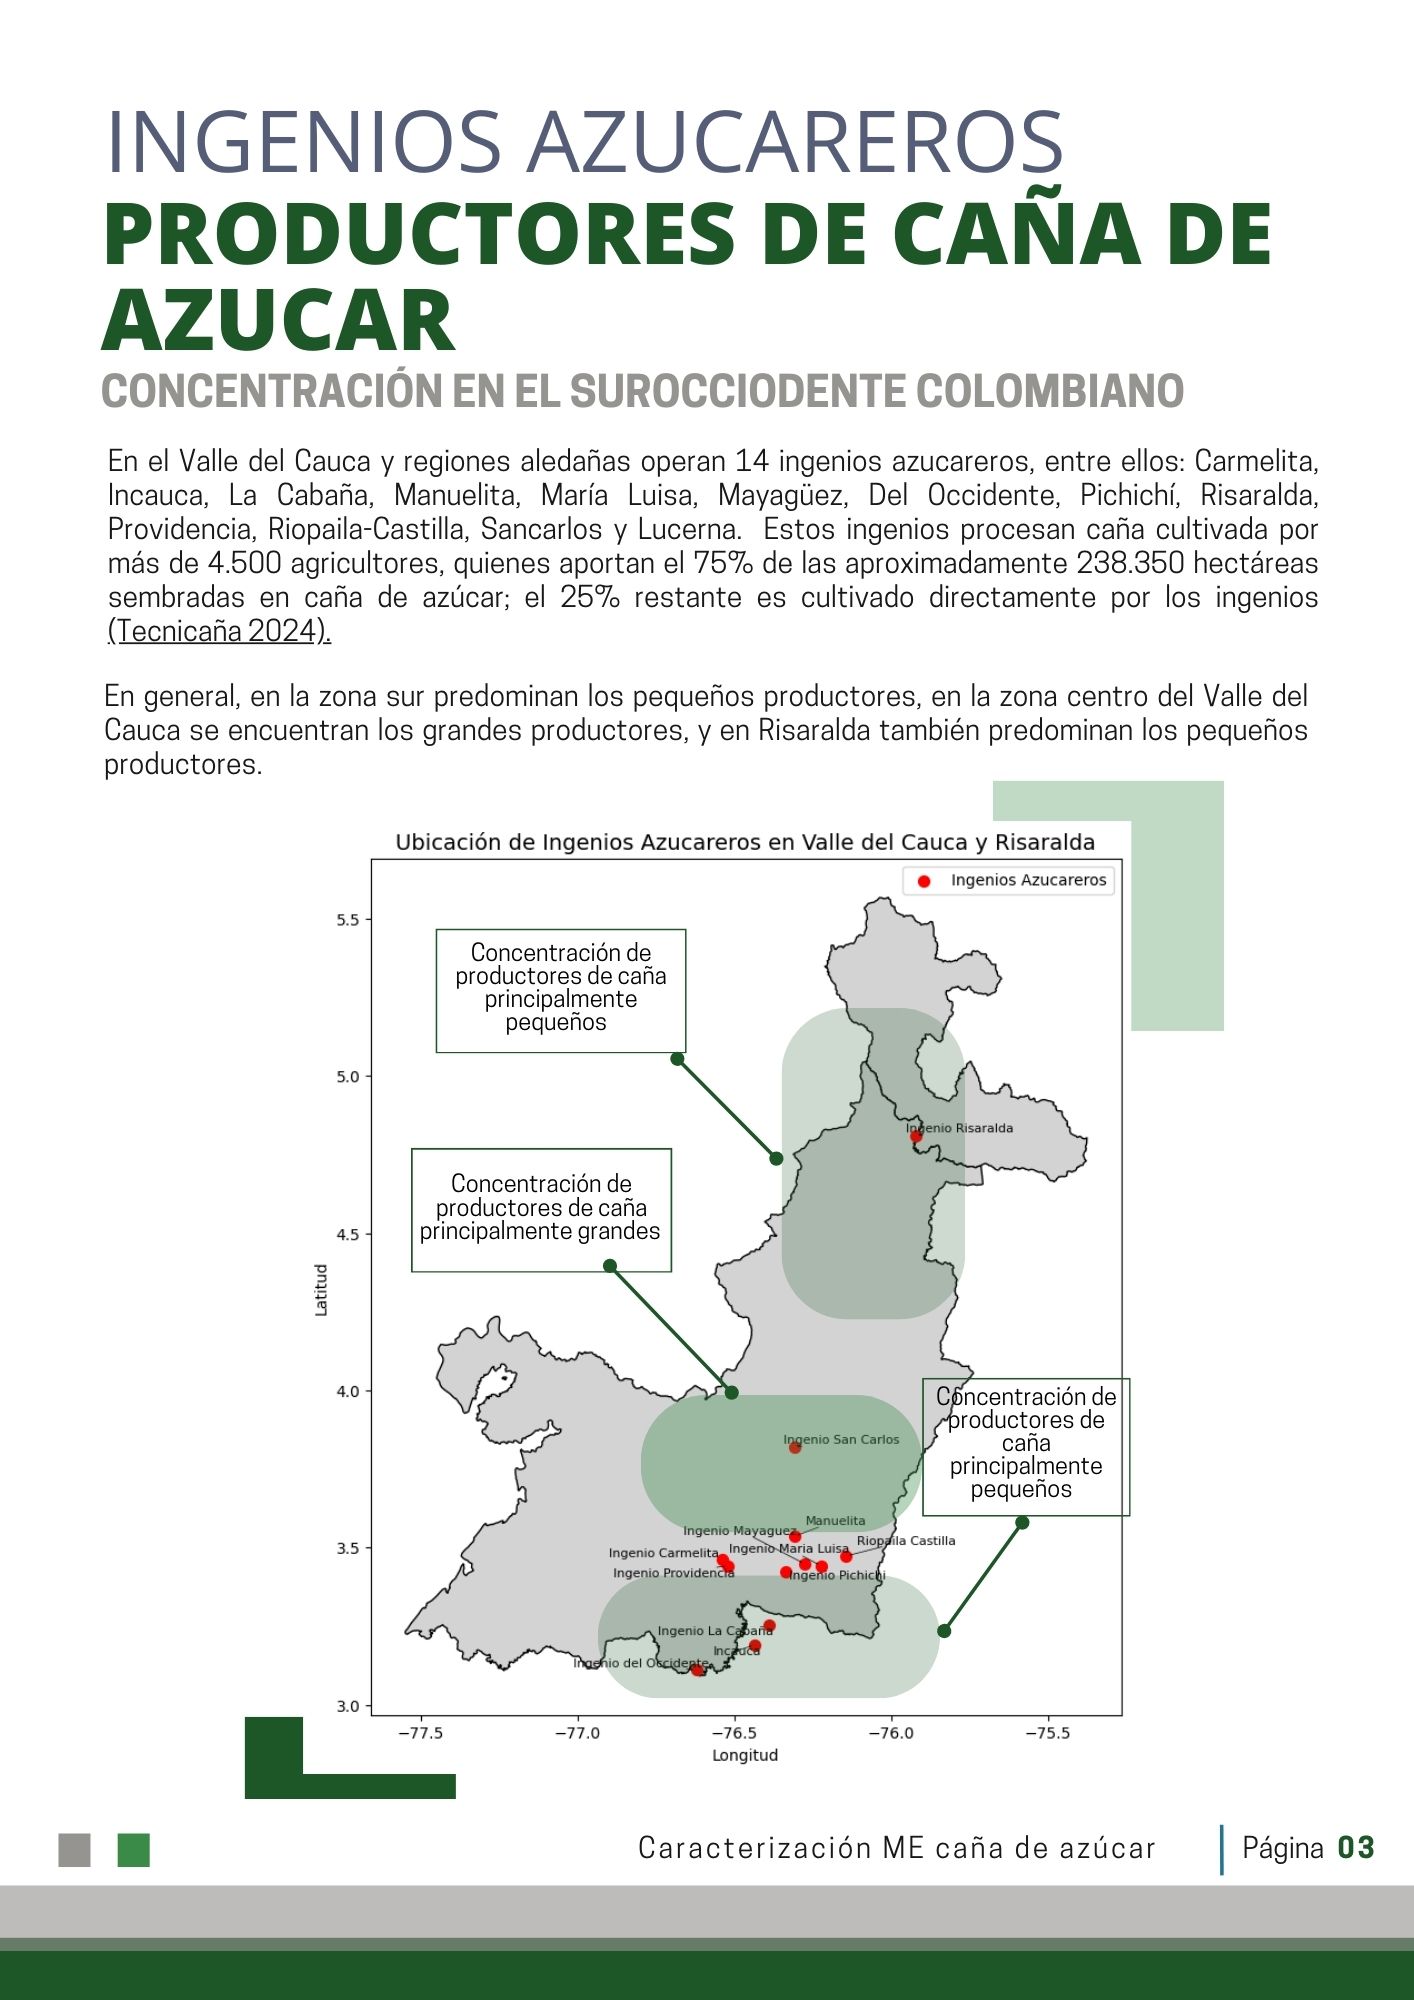 INGENIOS AZUCAREROS
PRODUCTORES DE CAÑA DE
AZUCAR
CONCENTRACIÓN EN EL SUROCCIODENTE COLOMBIANO
En el Valle del Cauca y regiones aledañas operan 14 ingenios azucareros, entre ellos: Carmelita,
Incauca, La Cabaña, Manuelita, María Luisa, Mayagüez, Del Occidente, Pichichí, Risaralda,
Providencia, Riopaila-Castilla, Sancarlos y Lucerna. Estos ingenios procesan caña cultivada por
más de 4.500 agricultores, quienes aportan el 75% de las aproximadamente 238.350 hectáreas
sembradas en caña de azúcar; el 25% restante es cultivado directamente por los ingenios
(Tecnicaña 2024).
En general, en la zona sur predominan los pequeños productores, en la zona centro del Valle del
Cauca se encuentran los grandes productores, y en Risaralda también predominan los pequeños
productores.
Ubicación de Ingenios Azucareros en Valle del Cauca y Risaralda
Ingenios Azucareros
5.5
Concentración de
productores de caña
principalmente
pequeños
5.0
Ingenio Risaralda
Concentración de
productores de caña
principalmente grandes
4.5
Latitud
4.0
Concentración de
productores de
caña
principalmente
pequeños
Ingenio San Carlos
Manuelita
Ingenio Mayaguez
Riopaila Castilla
3.5
Ingenio Maria Luisa
Ingenio Carmelita
Ingenio Providencia
Ingenio Pichichi
Ingenio La Cabaña
Incauca
Ingenio del Occidente
3.0
−77.5
−77.0
−76.5
−76.0
−75.5
Longitud
Caracterización ME caña de azúcar
Página 03